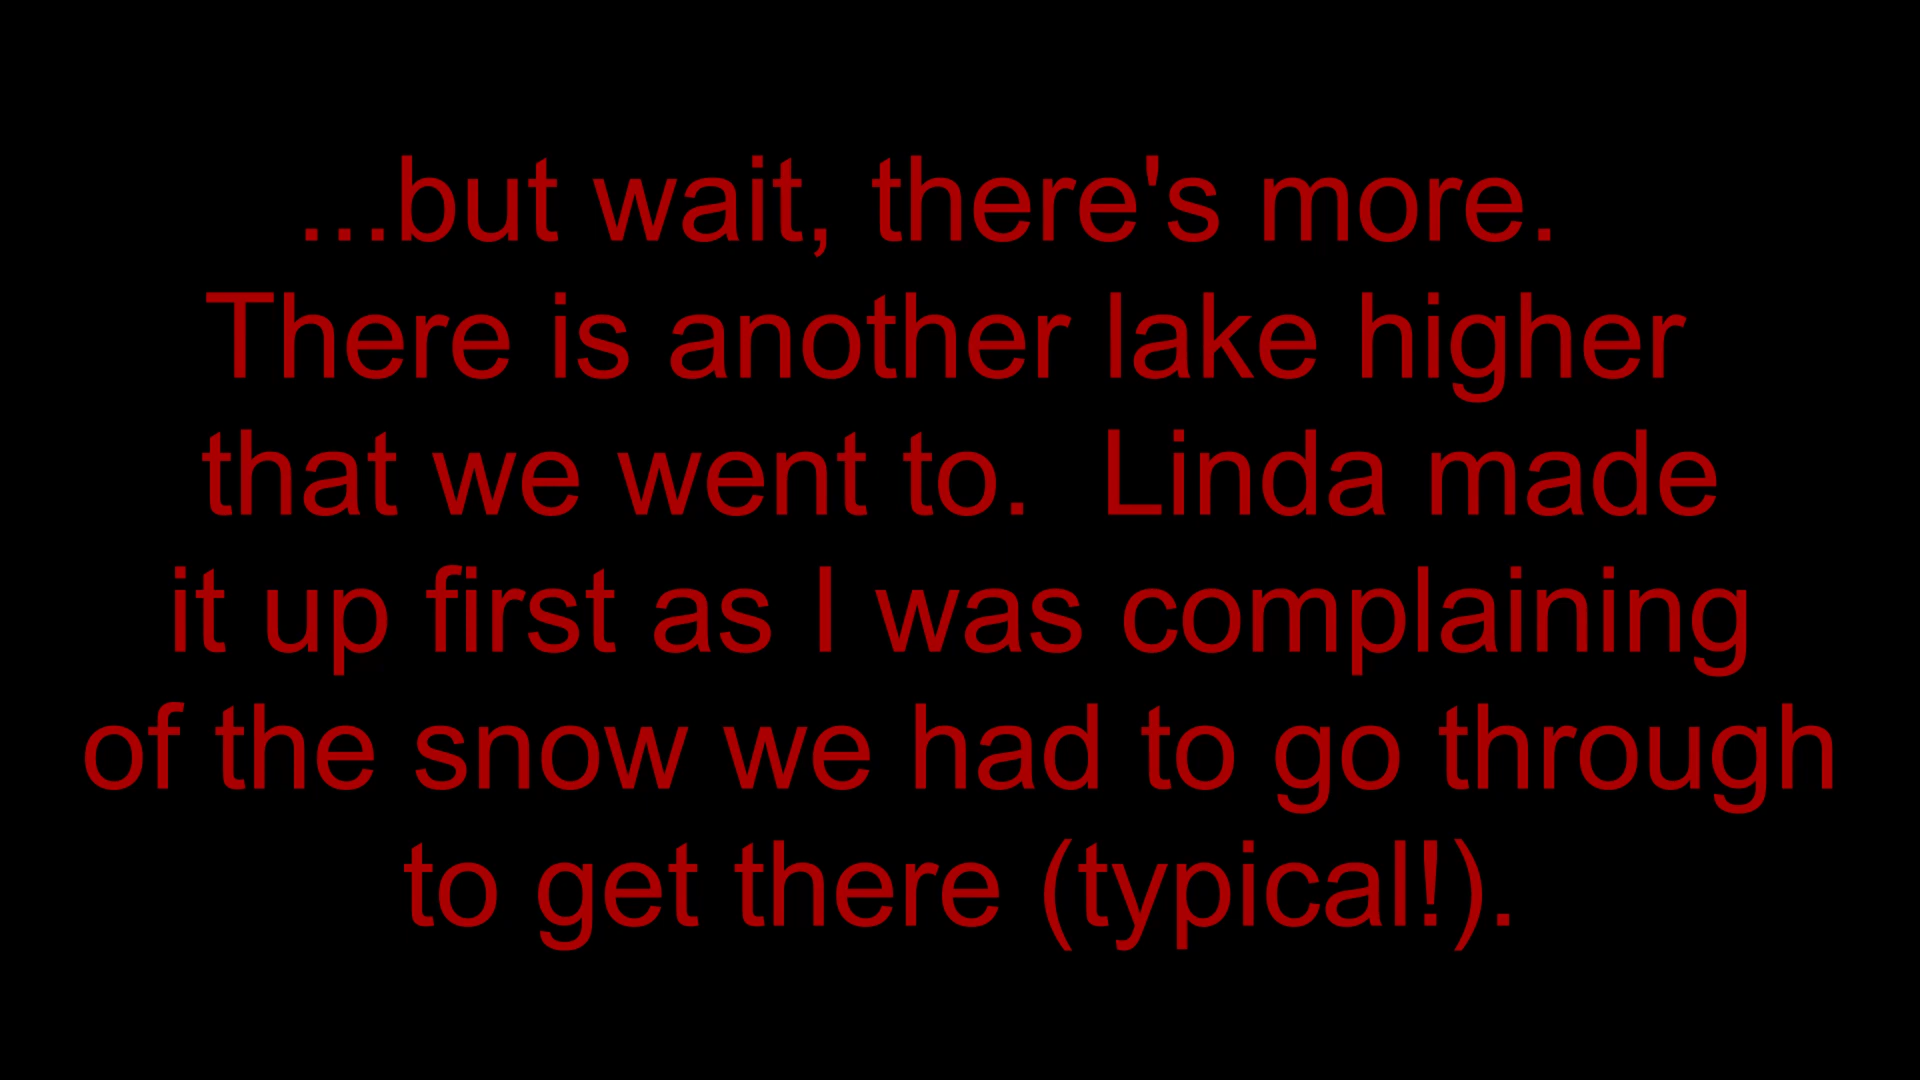 ...but wait, there's more.
There is another lake higher
that we went to.  Linda made
it up first as I was complaining
of the snow we had to go through
to get there (typical!).